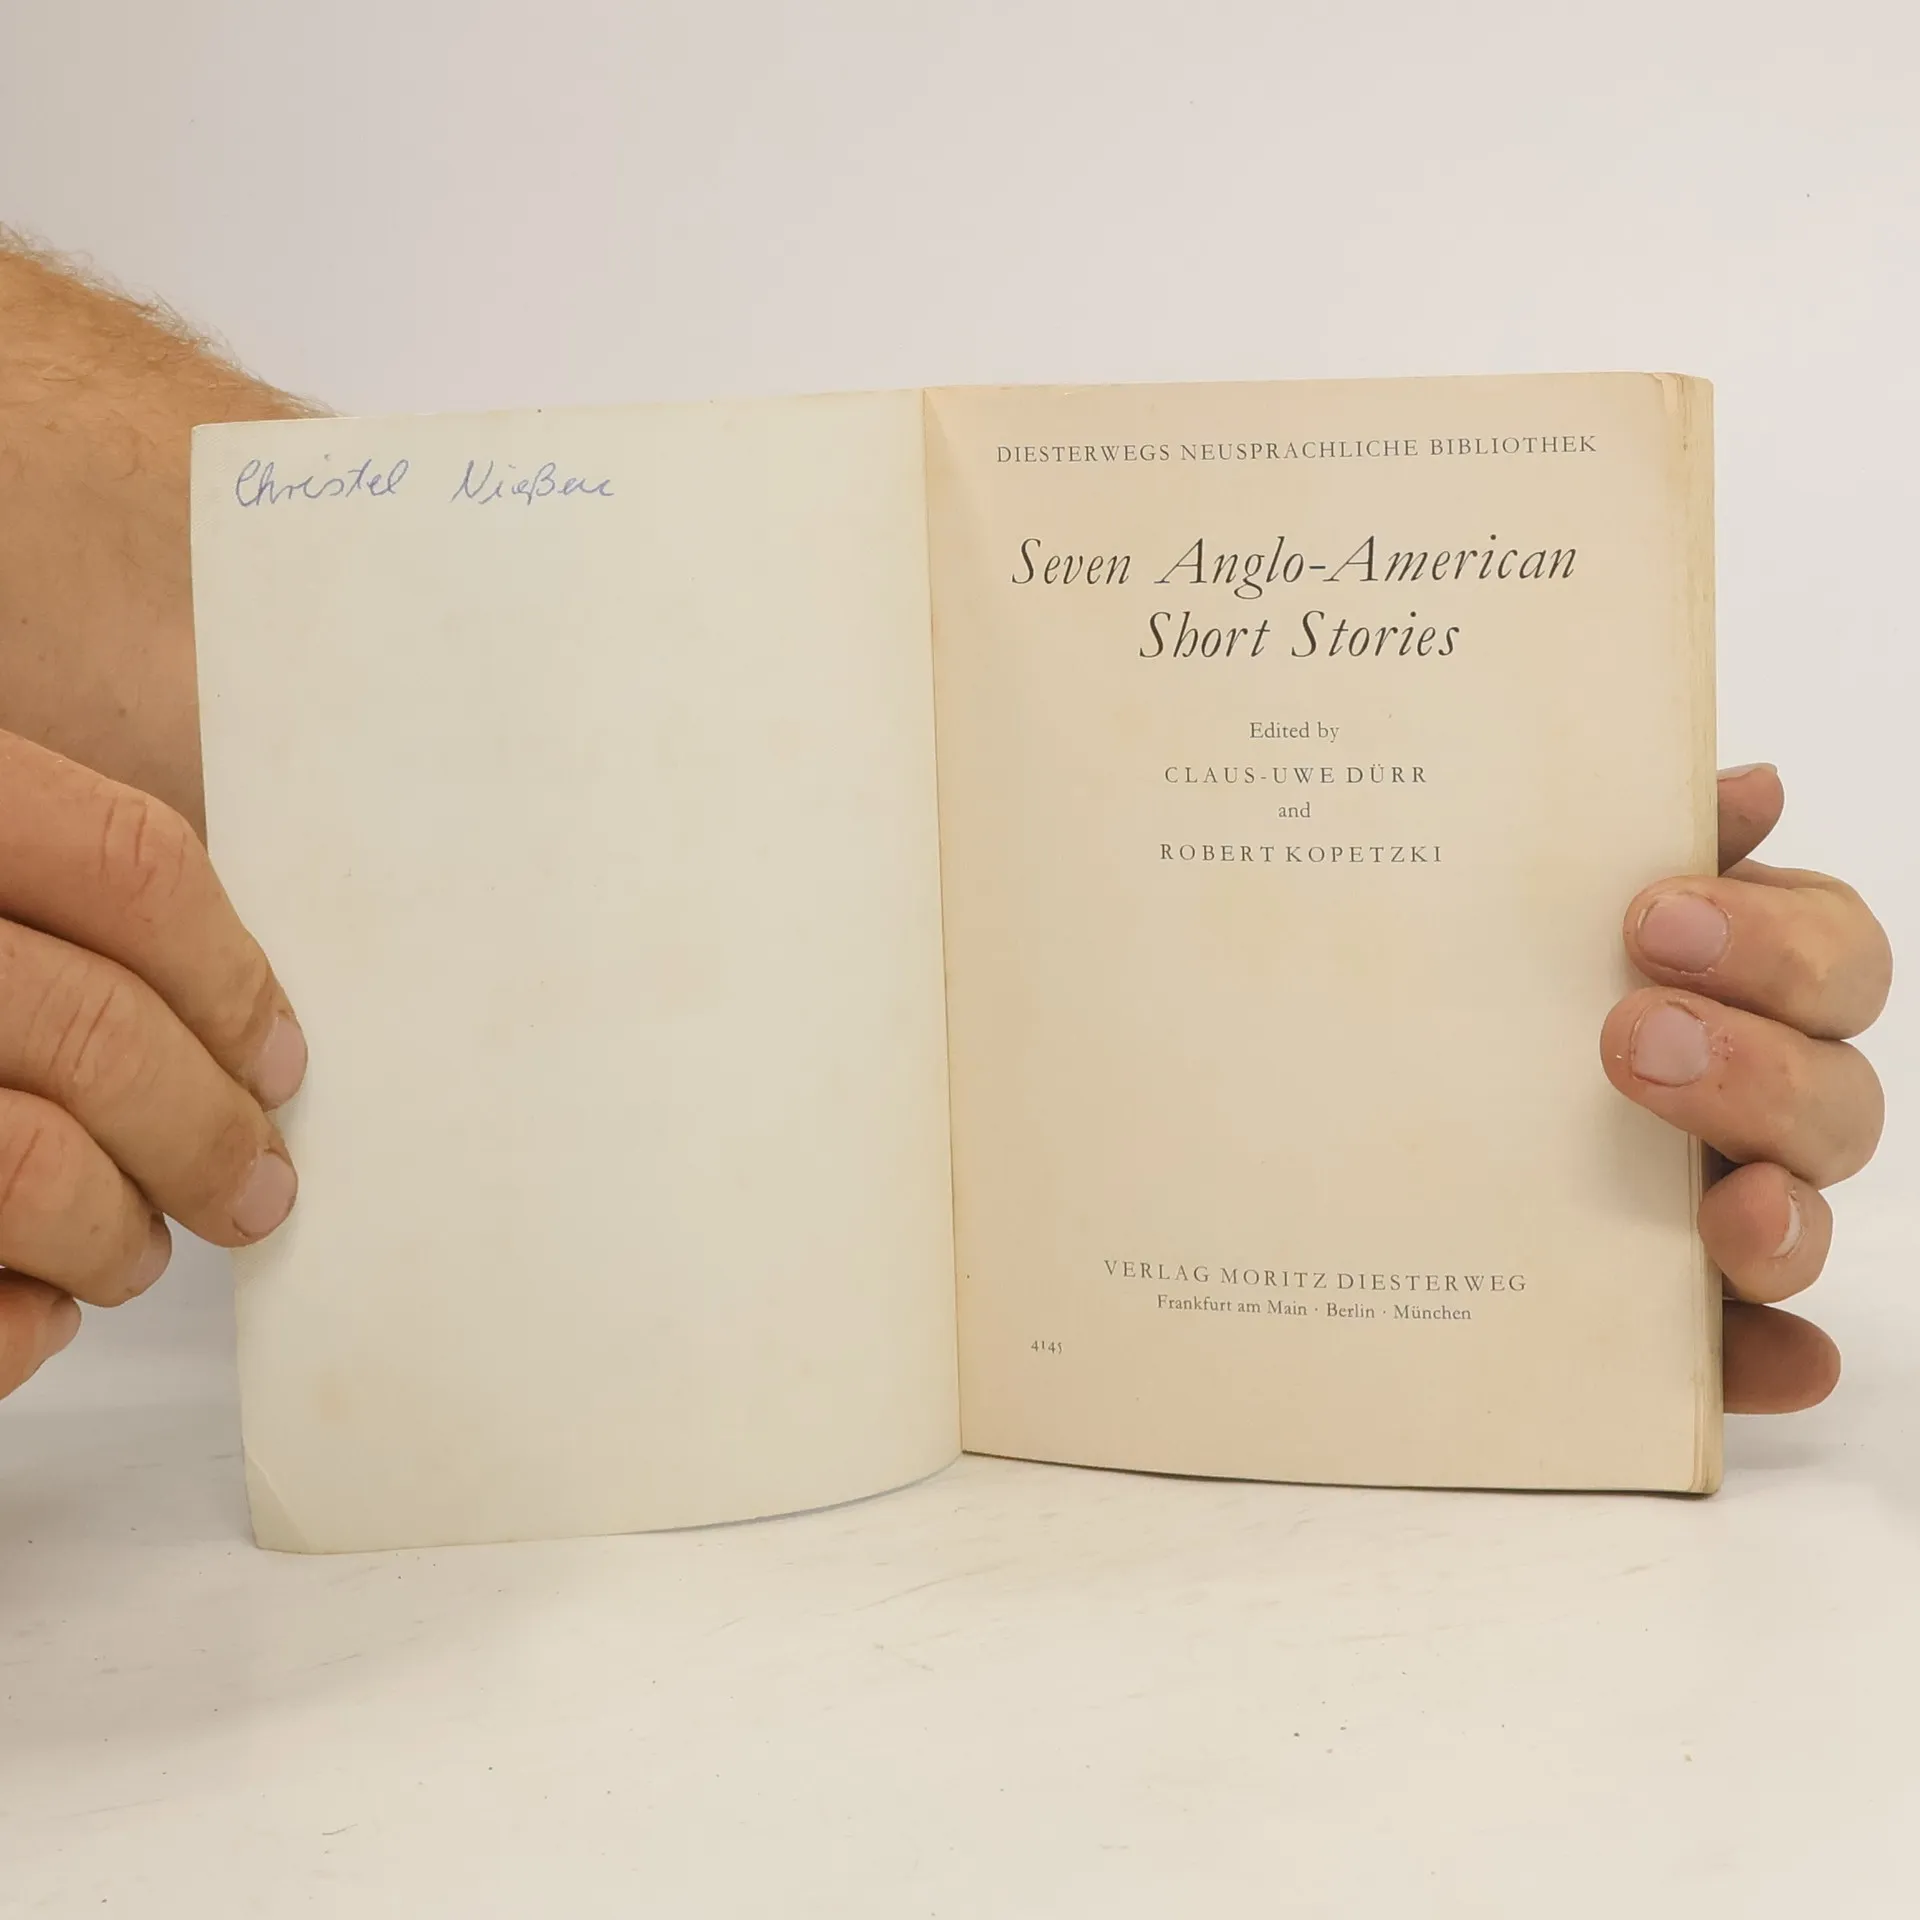 Christel Nießen
DIESTERWEGS NEUSPRACHLICHE BIBLIOTHEK
Seven Anglo-American
Short Stories
Edited by
CLAUS-UWE DÜRR
and
ROBERT KOPETZKI
VERLAG MORITZ DIESTERWEG
Frankfurt am Main · Berlin · München
4145